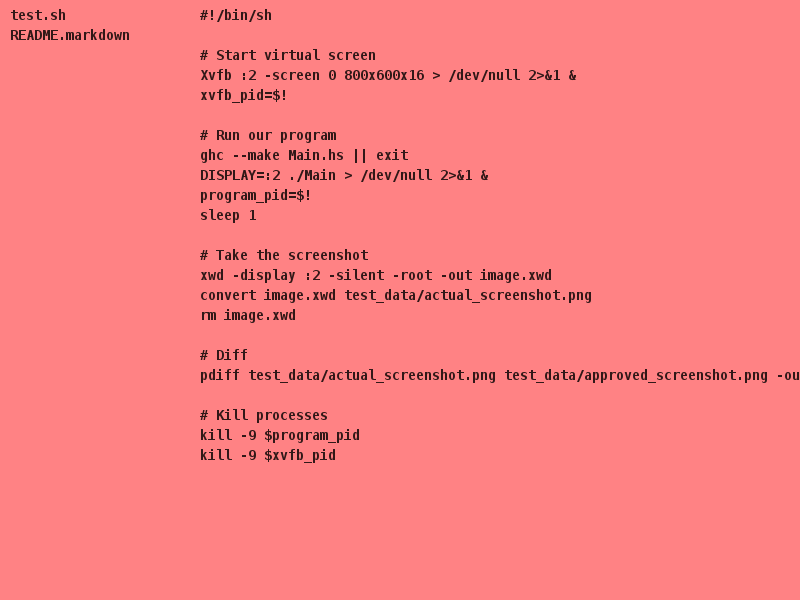 test.sh
README.markdown
#!/bin/sh
# Start virtual screen
Xvfb :2 -screen 0 800x600x16 > /dev/null 2>&1 &
xvfb_pid=$!
# Run our program
ghc --make Main.hs || exit
DISPLAY=:2 ./Main > /dev/null 2>&1 &
program_pid=$!
sleep 1
# Take the screenshot
xwd -display :2 -silent -root -out image.xwd
convert image.xwd test_data/actual_screenshot.png
rm image.xwd
# Diff
pdiff test_data/actual_screenshot.png test_data/approved_screenshot.png -ou
# Kill processes
kill -9 $program_pid
kill -9 $xvfb_pid